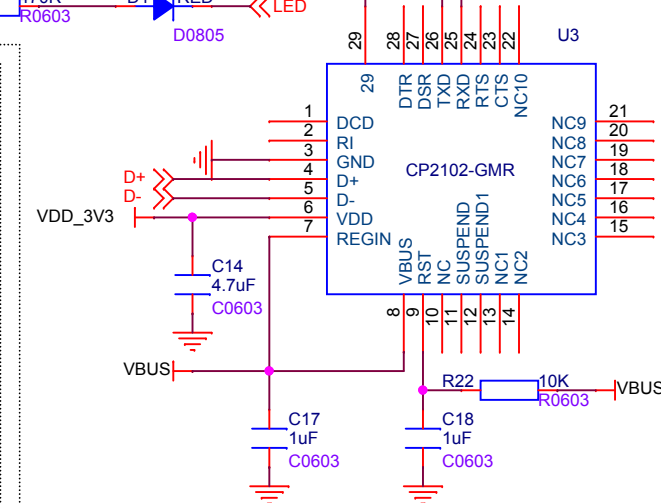 LED
R0603
D0805
U3
29
28
27
26
25
24
23
22
29
DTR
DSR
TXD
RXD
RTS
CTS
NC10
1
DCD
2
RI
3
GND
4
D+
5
D-
6
VDD
7
REGIN
CP2102-GMR
NC9
21
NC8
20
NC7
19
NC6
18
NC5
17
NC4
16
NC3
15
D+
D-
VDD_3V3
VBUS
RST
NC
SUSPEND
SUSPEND1
NC1
NC2
8
9
10
11
12
13
14
C14
4.7uF
C0603
VBUS
R22
10K
R0603
VBUS
C17
1uF
C0603
C18
1uF
C0603